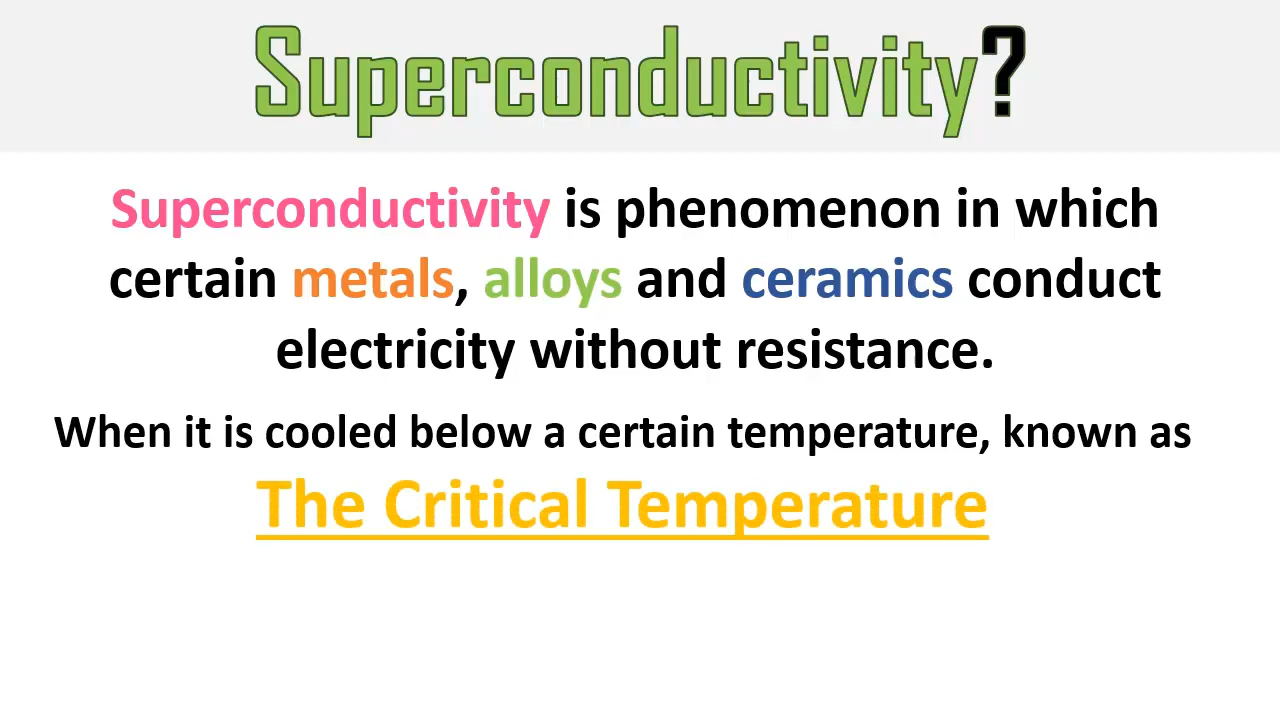 Superconductivity?
Superconductivity is phenomenon in which
certain metals, alloys and ceramics conduct
electricity without resistance.
When it is cooled below a certain temperature, known as
The Critical Temperature